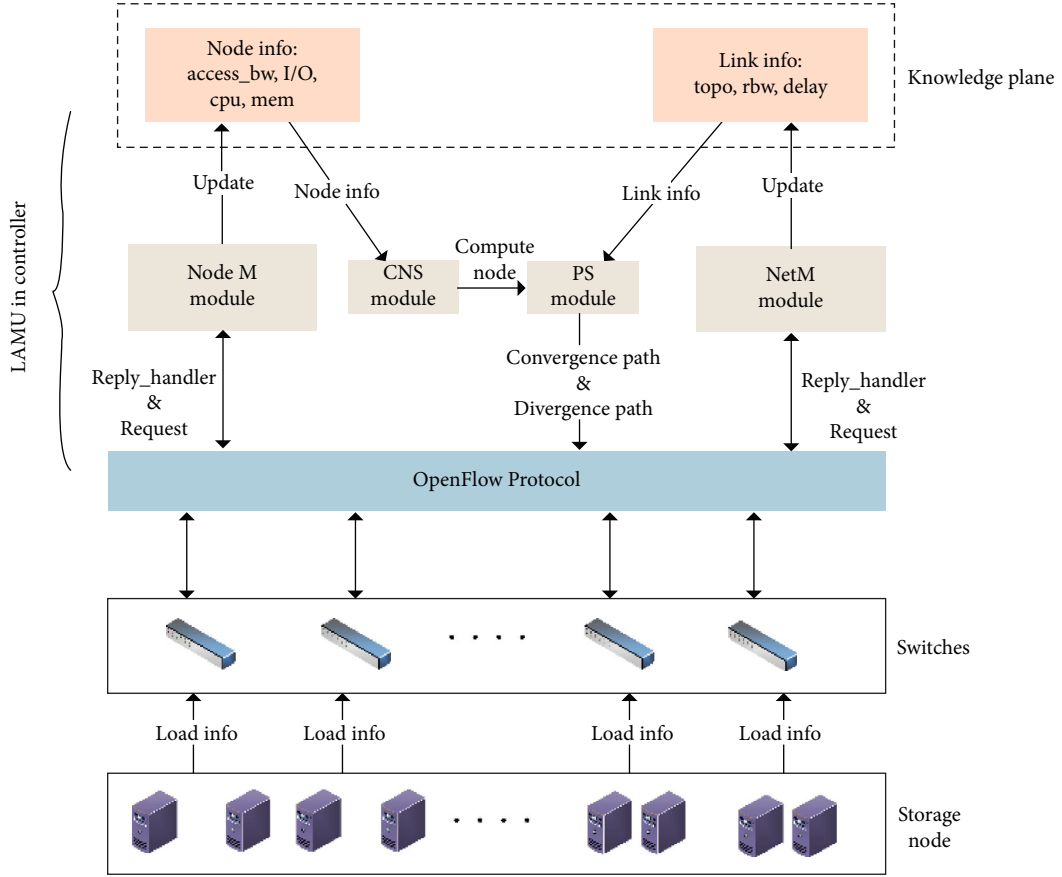 Node info:
access_bw, I/O,
cpu, mem
Link info:
topo, rbw, delay
Knowledge plane
LAMU in controller
Update
Node info
Link info
Update
Node M
module
CNS
module
Compute
node
PS
module
NetM
module
Reply_handler
&
Request
Convergence path
&
Divergence path
Reply_handler
&
Request
OpenFlow Protocol
Switches
Load info
Load info
Load info
Load info
Storage
node